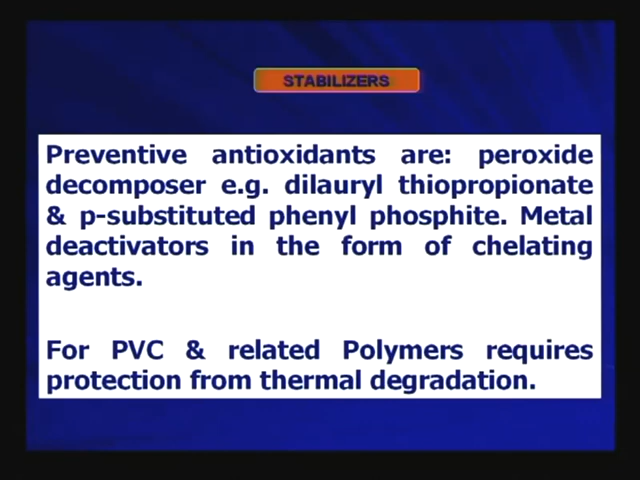 STABILIZERS
Preventive antioxidants are: peroxide
decomposer e.g. dilauryl thiopropionate
& p-substituted phenyl phosphite. Metal
deactivators in the form of chelating
agents.
For PVC & related Polymers requires
protection from thermal degradation.